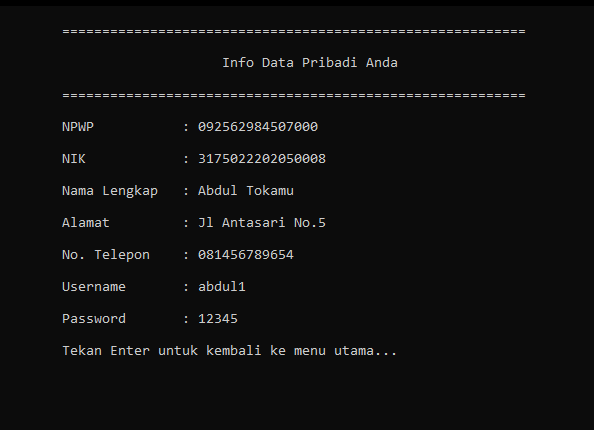 ==========================================================
Info Data Pribadi Anda
==========================================================
NPWP : 092562984507000
NIK : 3175022202050008
Nama Lengkap : Abdul Tokamu
Alamat : Jl Antasari No.5
No. Telepon : 081456789654
Username : abdul1
Password : 12345
Tekan Enter untuk kembali ke menu utama...